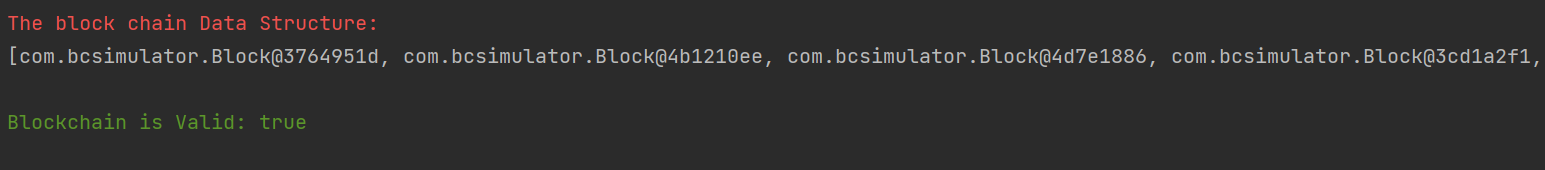 The block chain Data Structure:
[com.bcsimulator.Block@3764951d, com.bcsimulator.Block@4b1210ee, com.bcsimulator.Block@4d7e1886, com.bcsimulator.Block@3cd1a2f1,
Blockchain is Valid: true